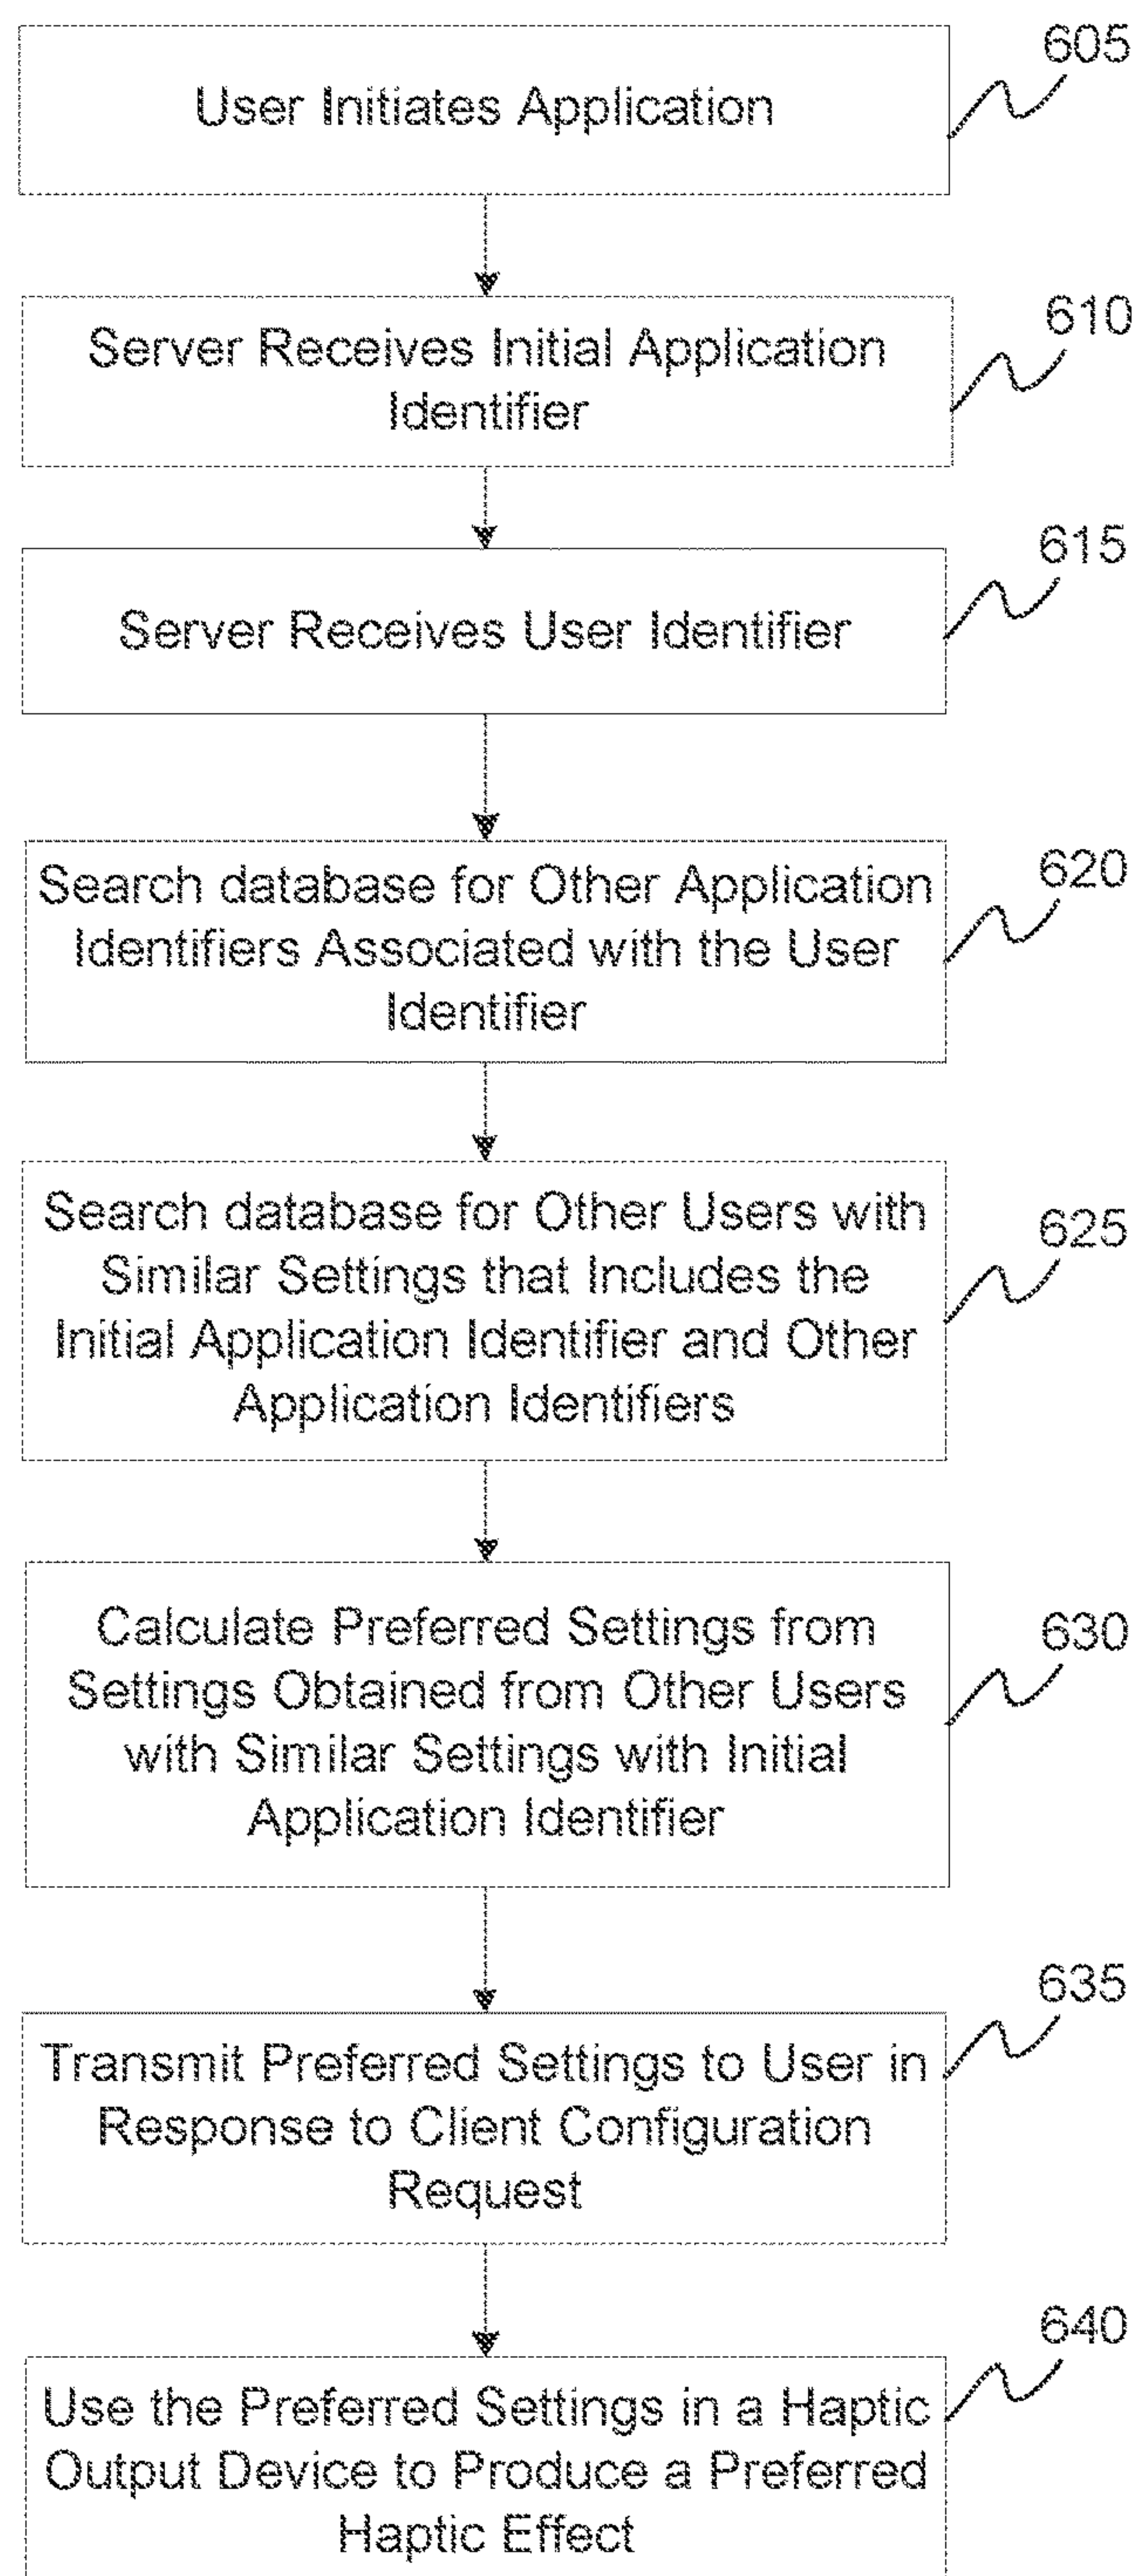 605
User Initiates Application
610
Server Receives Initial Application
Identifier
615
Server Receives User Identifier
620
Search database for Other Application
Identifiers Associated with the User
Identifier
625
Search database for Other Users with
Similar Settings that Includes the
Initial Application Identifier and Other
Application Identifiers
630
Calculate Preferred Settings from
Settings Obtained from Other Users
with Similar Settings with Initial
Application Identifier
635
Transmit Preferred Settings to User in
Response to Client Configuration
Request
640
Use the Preferred Settings in a Haptic
Output Device to Produce a Preferred
Haptic Effect